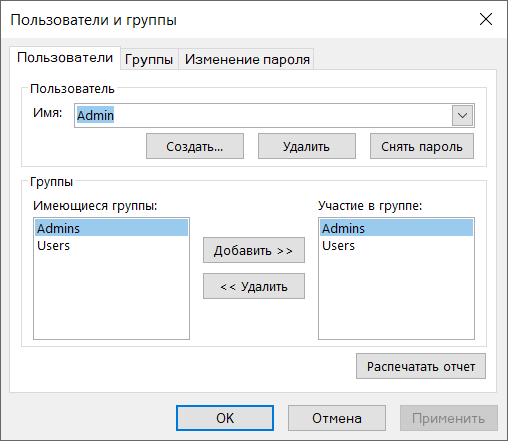 Пользователи и группы
Пользователи Группы Изменение пароля
Пользователь
Имя: Admin
Создать... Удалить Снять пароль
Группы
Имеющиеся группы: Участие в группе:
Admins Admins
Users Users
Добавить >>
<< Удалить
Распечатать отчет
OK Отмена Применить